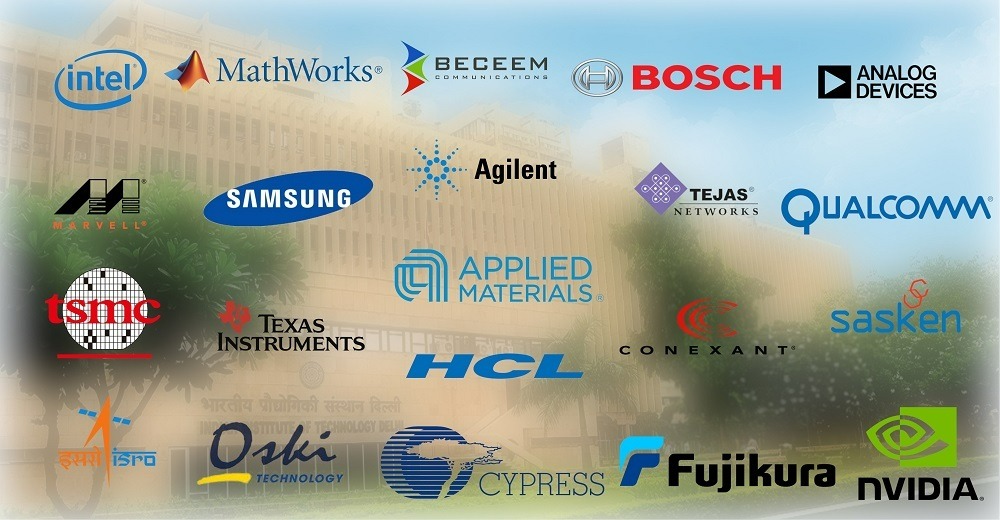 intel
MathWorks®
BECEEM
COMMUNICATIONS
BOSCH
ANALOG
DEVICES
MARVELL®
SAMSUNG
Agilent
TEJAS®
NETWORKS
QUALCOMM®
tsmc
TEXAS
INSTRUMENTS
APPLIED
MATERIALS®
CONEXANT®
sasken
HCL
भारतीय प्रौद्योगिकी संस्थान दिल्ली
INDIAN INSTITUTE OF TECHNOLOGY DELHI
इसरो isro
Oski
TECHNOLOGY
CYPRESS
Fujikura
NVIDIA®